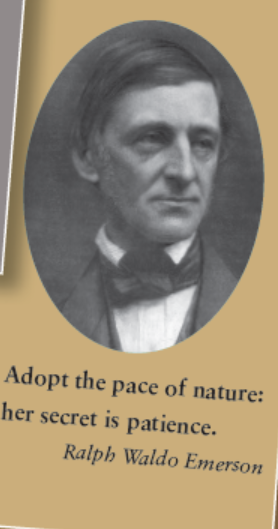 Adopt the pace of nature:
her secret is patience.
Ralph Waldo Emerson